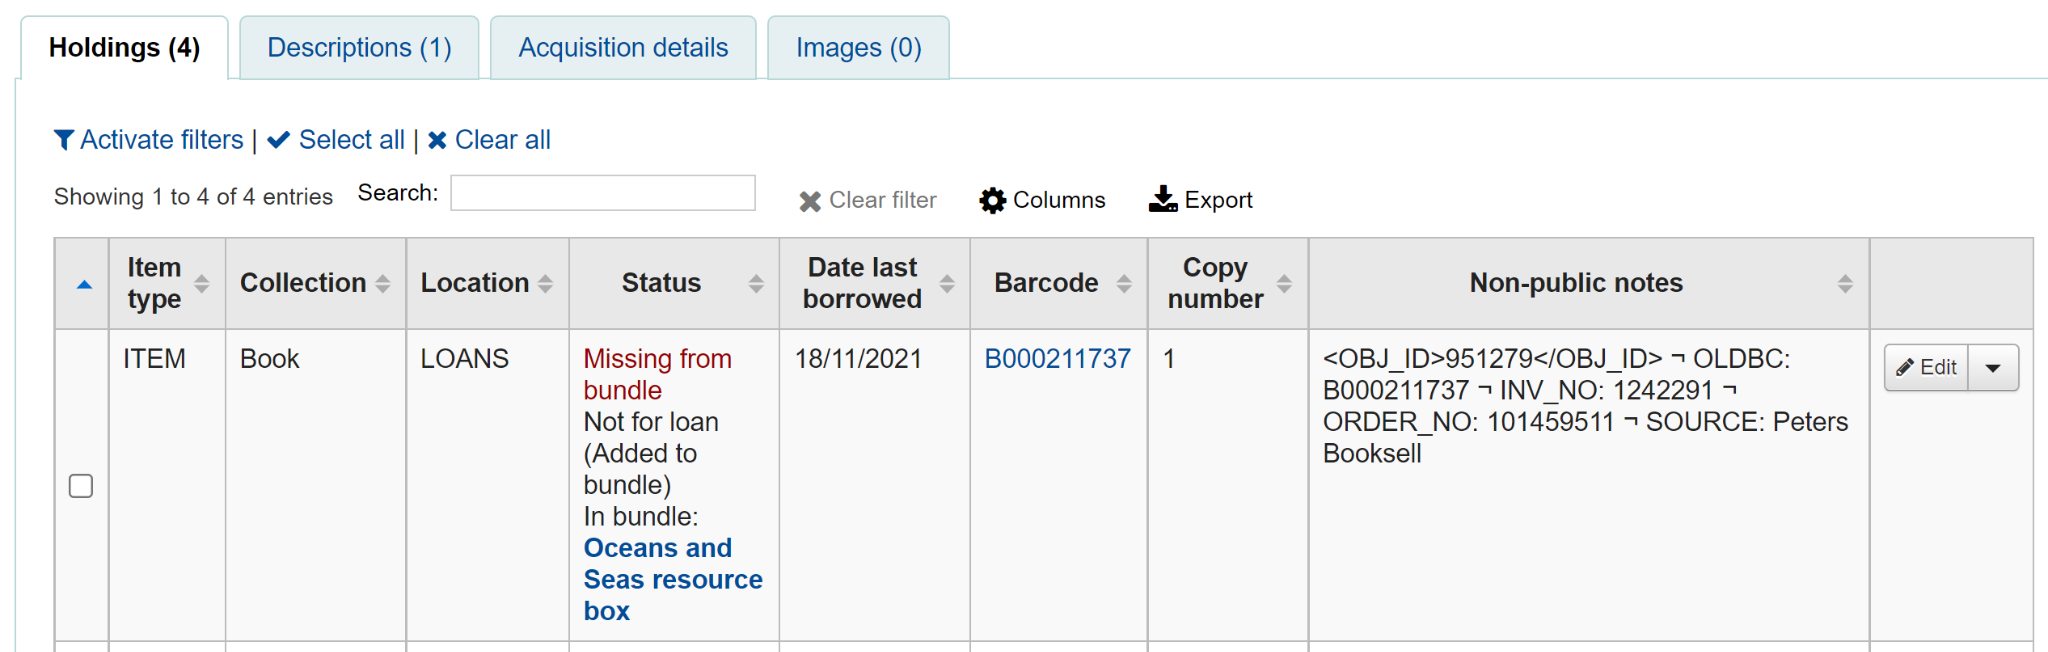 Holdings (4) Descriptions (1) Acquisition details Images (0)
Activate filters | Select all | Clear all
Showing 1 to 4 of 4 entries Search: Clear filter Columns Export
Item type Collection Location Status Date last borrowed Barcode Copy number Non-public notes
ITEM Book LOANS
Missing from
bundle
Not for loan
(Added to
bundle)
In bundle:
Oceans and
Seas resource
box
18/11/2021 B000211737 1
<OBJ_ID>951279</OBJ_ID> ¬ OLDBC:
B000211737 ¬ INV_NO: 1242291 ¬
ORDER_NO: 101459511 ¬ SOURCE: Peters
Booksell
Edit